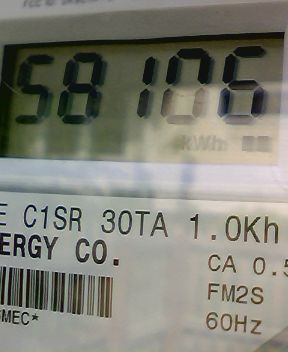 58106
kWh
E C1SR 30TA 1.0Kh
ERGY CO.
CA 0.5
FM2S
MEC*
60Hz